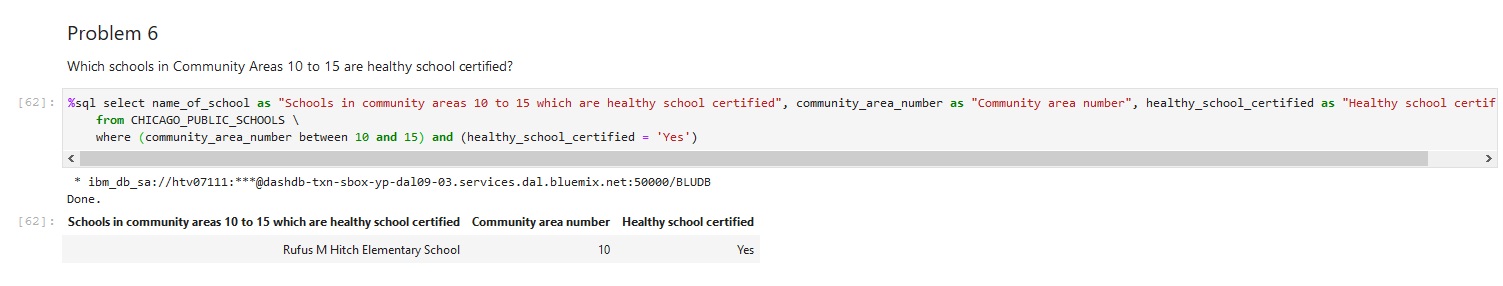 Problem 6
Which schools in Community Areas 10 to 15 are healthy school certified?
[62]: %sql select name_of_school as "Schools in community areas 10 to 15 which are healthy school certified", community_area_number as "Community area number", healthy_school_certified as "Healthy school certif
from CHICAGO_PUBLIC_SCHOOLS \
where (community_area_number between 10 and 15) and (healthy_school_certified = 'Yes')
* ibm_db_sa://htv07111:***@dashdb-txn-sbox-yp-dal09-03.services.dal.bluemix.net:50000/BLUDB
Done.
[62]: Schools in community areas 10 to 15 which are healthy school certified Community area number Healthy school certified
Rufus M Hitch Elementary School 10 Yes